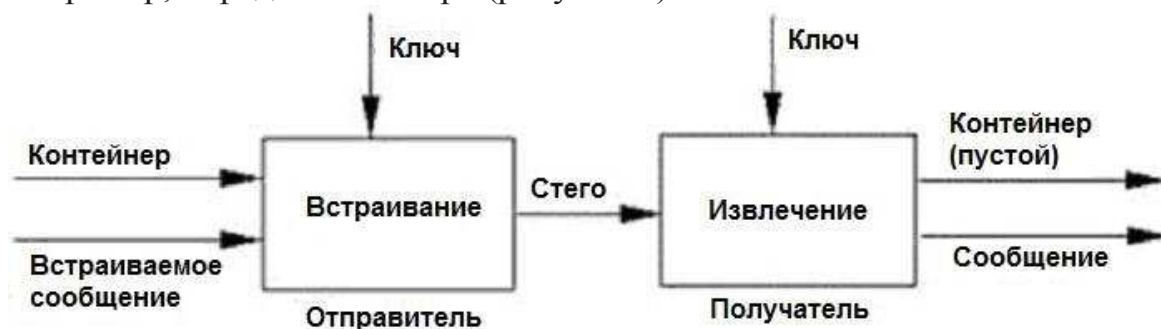 Ключ
Ключ
Контейнер
Встраиваемое
сообщение
Встраивание
Отправитель
Стего
Извлечение
Получатель
Контейнер
(пустой)
Сообщение